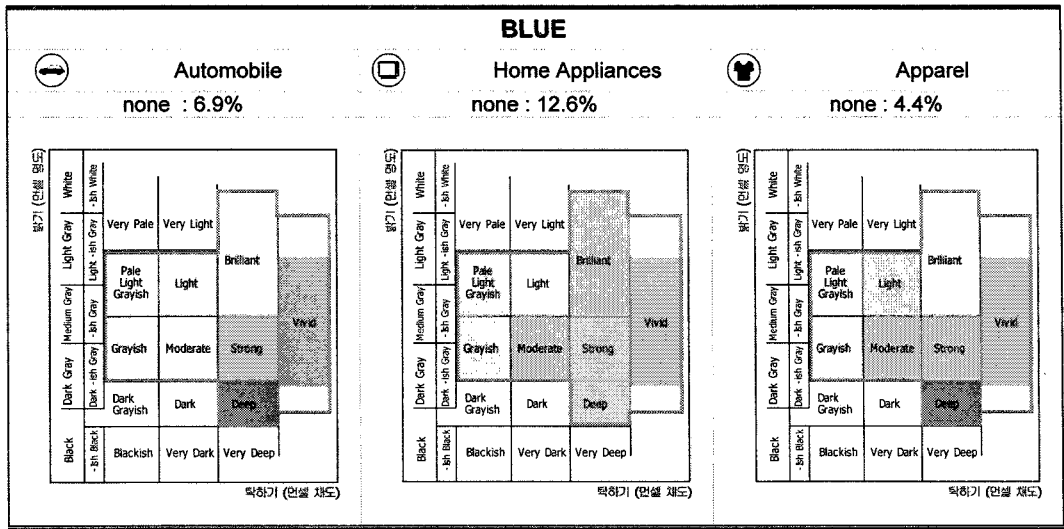 BLUE
Automobile
none : 6.9%
밝기 (먼셀 명도)
White
Light Gray
Medium Gray
Dark Gray
Black
-ish White
Light -ish Gray
-ish Gray
Dark -ish Gray
-ish Black
Very Pale
Very Light
Brilliant
Pale
Light
Grayish
Light
Vivid
Grayish
Moderate
Strong
Dark
Grayish
Dark
Deep
Blackish
Very Dark
Very Deep
탁하기 (먼셀 채도)
Home Appliances
none : 12.6%
밝기 (먼셀 명도)
White
Light Gray
Medium Gray
Dark Gray
Black
-ish White
Light -ish Gray
-ish Gray
Dark -ish Gray
-ish Black
Very Pale
Very Light
Brilliant
Pale
Light
Grayish
Light
Vivid
Grayish
Moderate
Strong
Dark
Grayish
Dark
Deep
Blackish
Very Dark
Very Deep
탁하기 (먼셀 채도)
Apparel
none : 4.4%
밝기 (먼셀 명도)
White
Light Gray
Medium Gray
Dark Gray
Black
-ish White
Light -ish Gray
-ish Gray
Dark -ish Gray
-ish Black
Very Pale
Very Light
Brilliant
Pale
Light
Grayish
Light
Vivid
Grayish
Moderate
Strong
Dark
Grayish
Dark
Deep
Blackish
Very Dark
Very Deep
탁하기 (먼셀 채도)